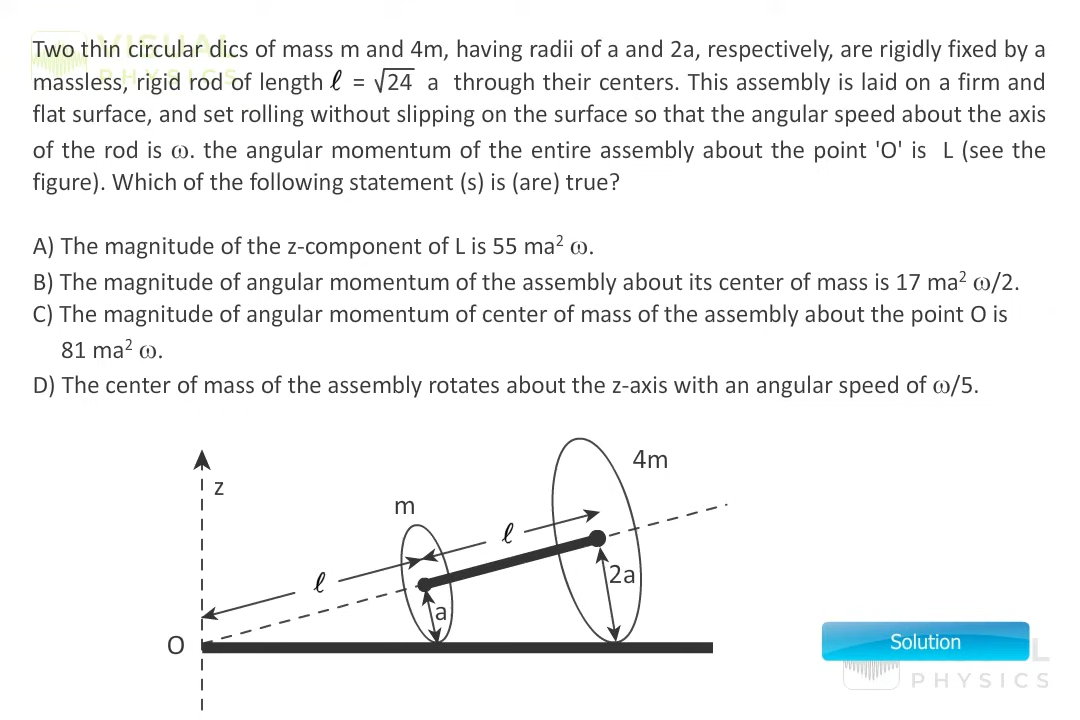 Two thin circular dics of mass m and 4m, having radii of a and 2a, respectively, are rigidly fixed by a
massless, rigid rod of length ℓ = √24 a through their centers. This assembly is laid on a firm and
flat surface, and set rolling without slipping on the surface so that the angular speed about the axis
of the rod is ω. the angular momentum of the entire assembly about the point 'O' is L (see the
figure). Which of the following statement (s) is (are) true?
A) The magnitude of the z-component of L is 55 ma² ω.
B) The magnitude of angular momentum of the assembly about its center of mass is 17 ma² ω/2.
C) The magnitude of angular momentum of center of mass of the assembly about the point O is
81 ma² ω.
D) The center of mass of the assembly rotates about the z-axis with an angular speed of ω/5.
4m
z
m
ℓ
ℓ
2a
a
O
Solution
PHYSICS